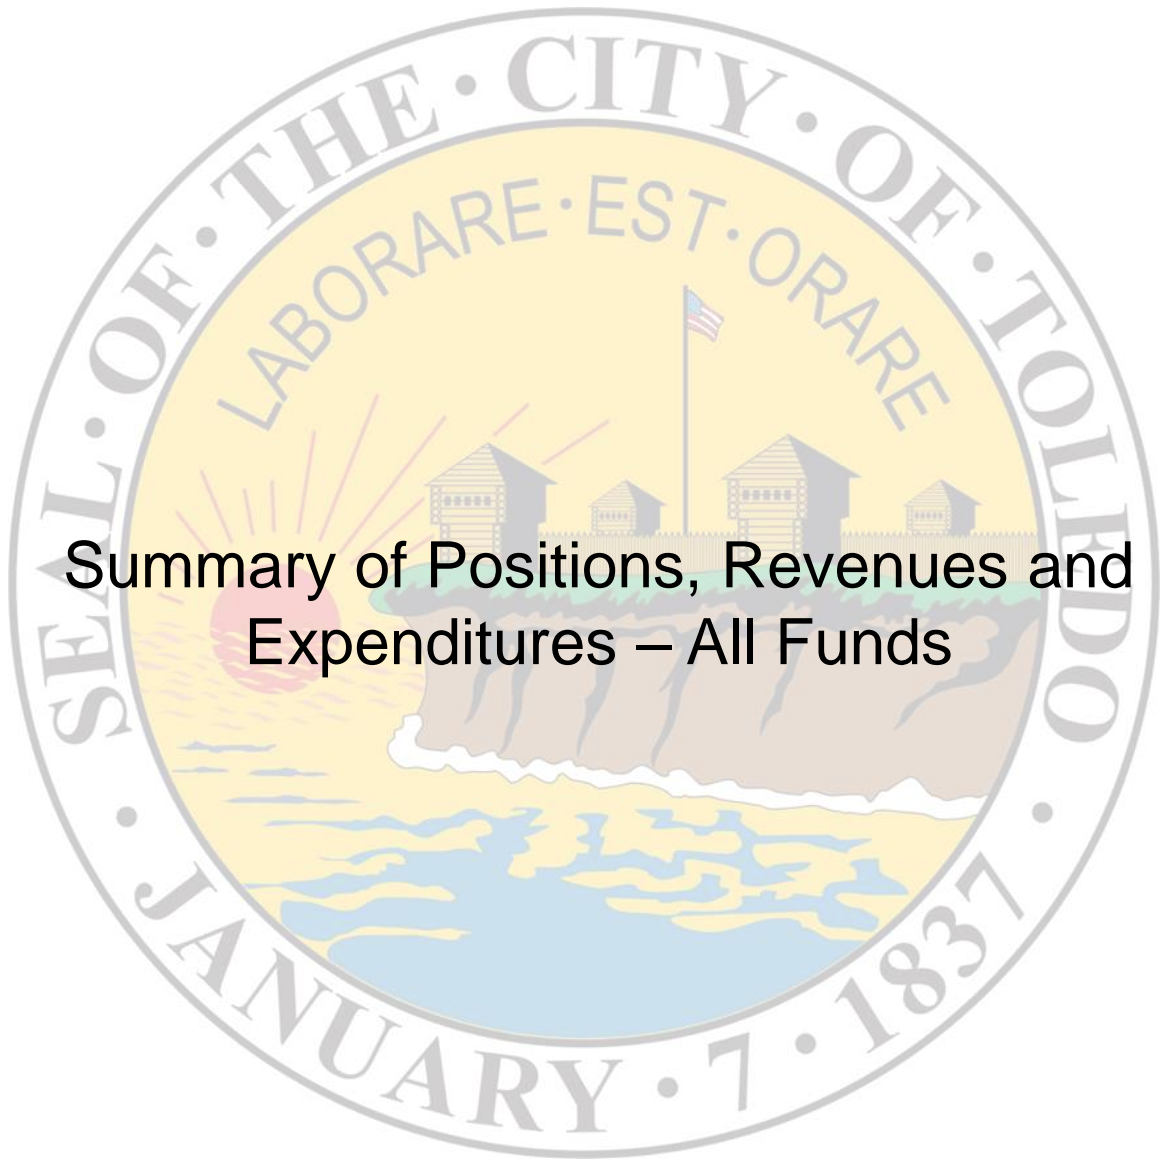 SEAL · OF · THE · CITY · OF · TOLEDO
LABORARE · EST · ORARE
Summary of Positions, Revenues and
Expenditures – All Funds
· JANUARY · 7 · 1837 ·